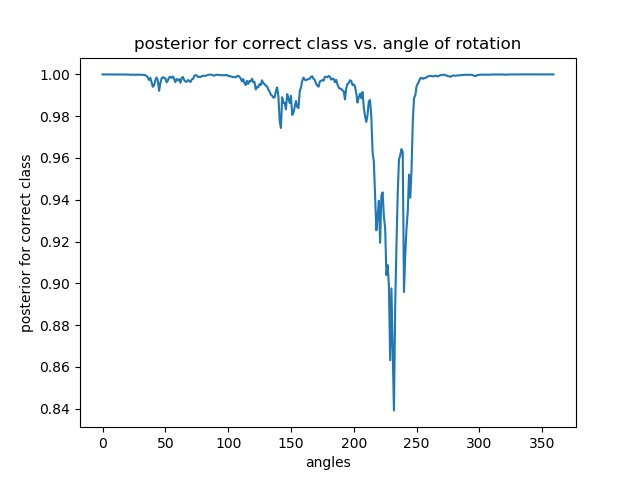 posterior for correct class vs. angle of rotation
posterior for correct class
1.00
0.98
0.96
0.94
0.92
0.90
0.88
0.86
0.84
0 50 100 150 200 250 300 350
angles